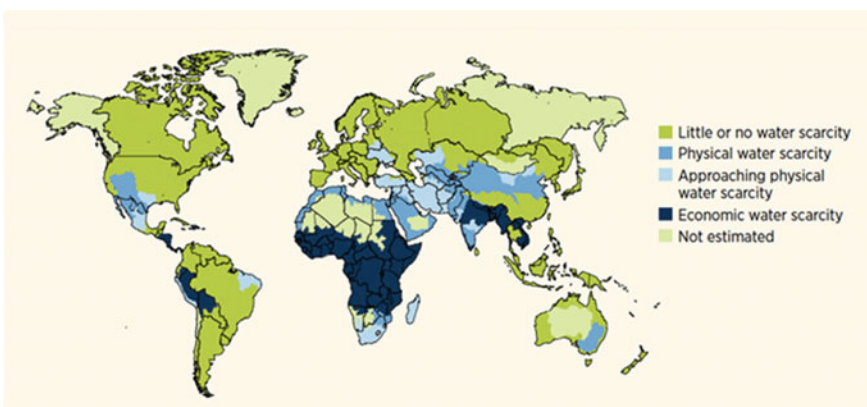 Little or no water scarcity
Physical water scarcity
Approaching physical
water scarcity
Economic water scarcity
Not estimated